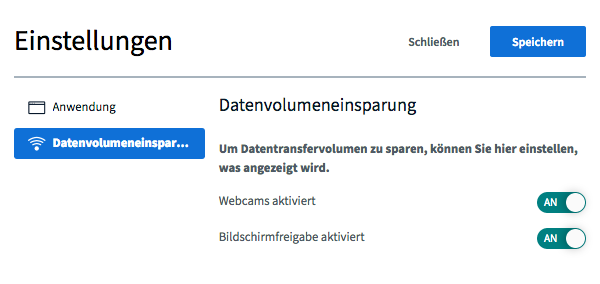 Einstellungen
Schließen
Speichern
Anwendung
Datenvolumeneinspar...
Datenvolumeneinsparung
Um Datentransfervolumen zu sparen, können Sie hier einstellen,
was angezeigt wird.
Webcams aktiviert
AN
Bildschirmfreigabe aktiviert
AN